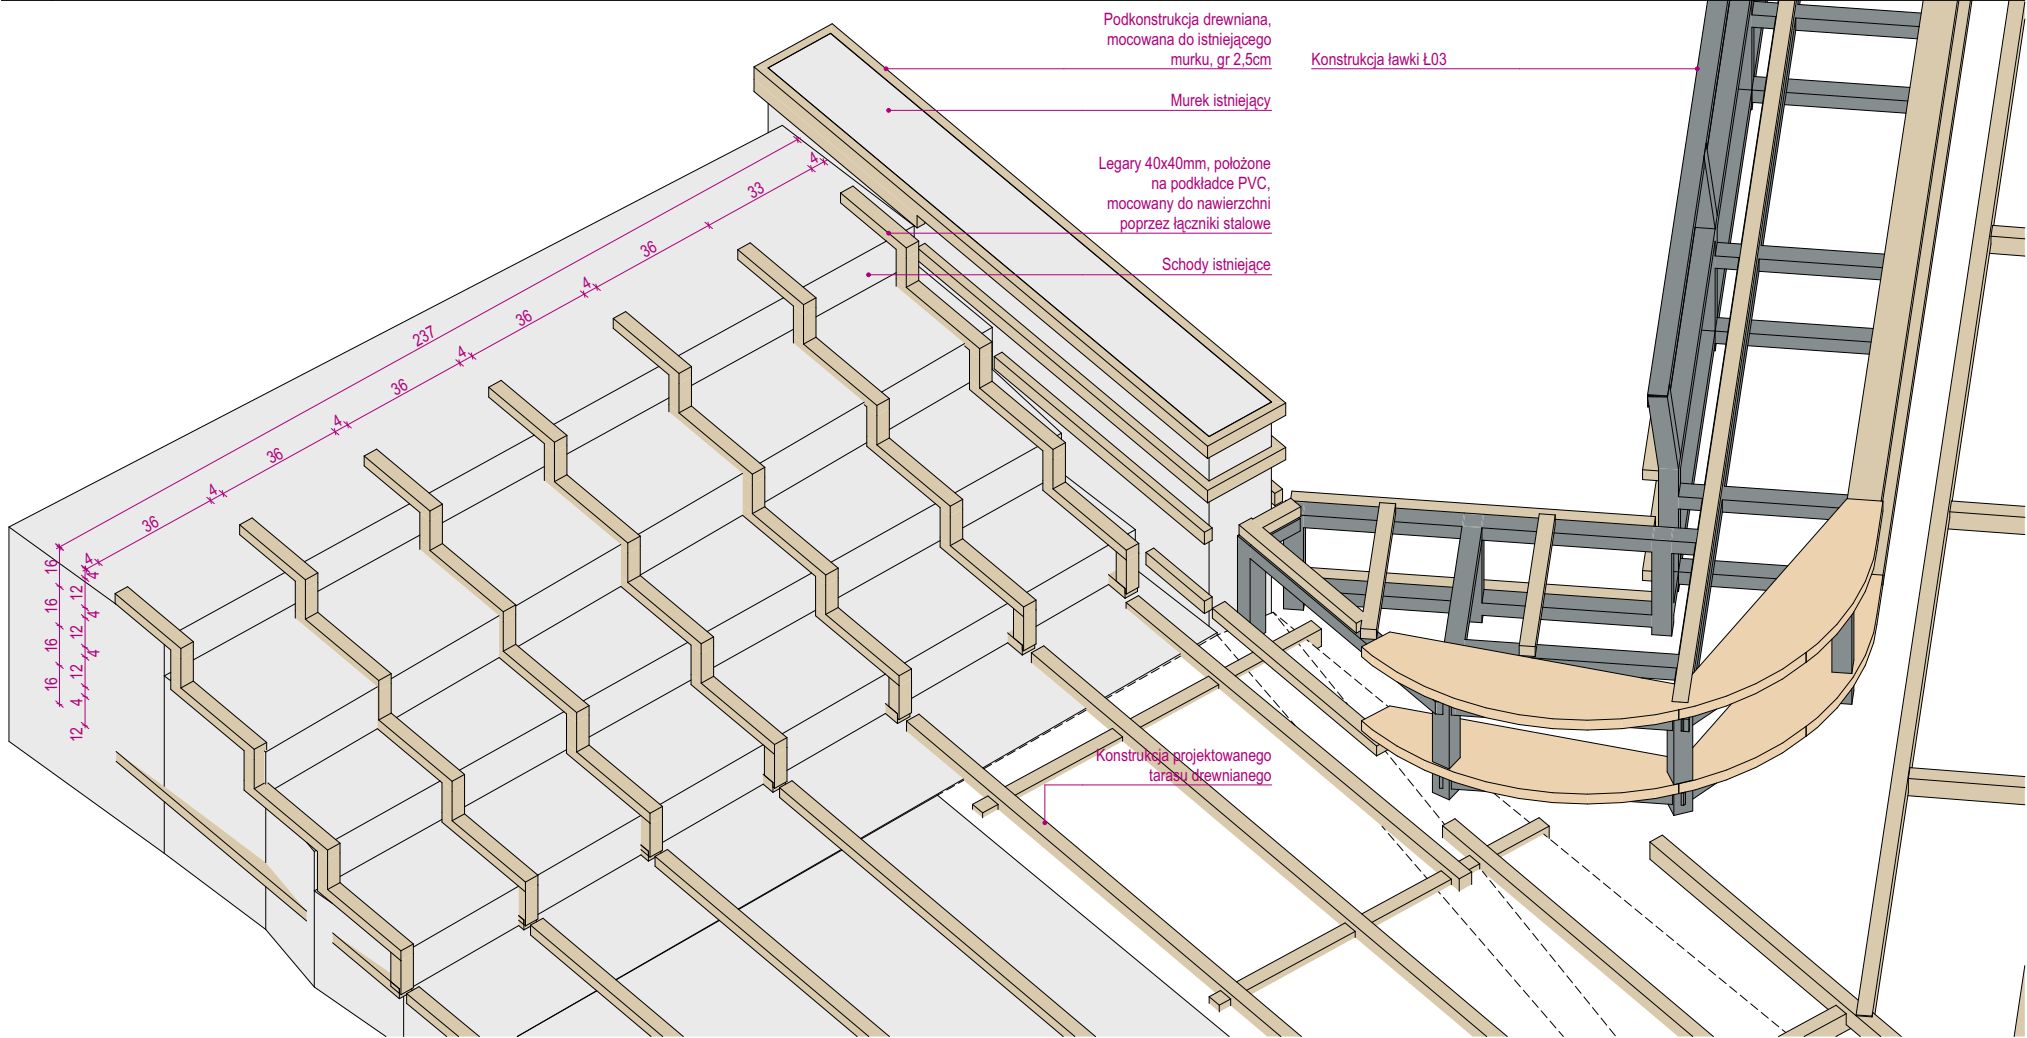 Podkonstrukcja drewniana,
mocowana do istniejącego
murku, gr 2,5cm
Konstrukcja ławki Ł03
Murek istniejący
Legary 40x40mm, położone
na podkładce PVC,
mocowany do nawierzchni
poprzez łączniki stalowe
Schody istniejące
Konstrukcja projektowanego
tarasu drewnianego
237
4
33
36
4
36
4
36
4
36
4
36
4
16
16
16
16
4
12
4
12
4
12
4
12